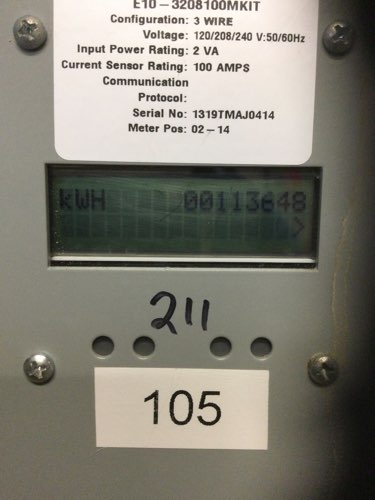 E10-3208100MKIT
Configuration: 3 WIRE
Voltage: 120/208/240 V:50/60Hz
Input Power Rating: 2 VA
Current Sensor Rating: 100 AMPS
Communication
Protocol:
Serial No: 1319TMAJ0414
Meter Pos: 02-14
kWH 00113648
>
211
105